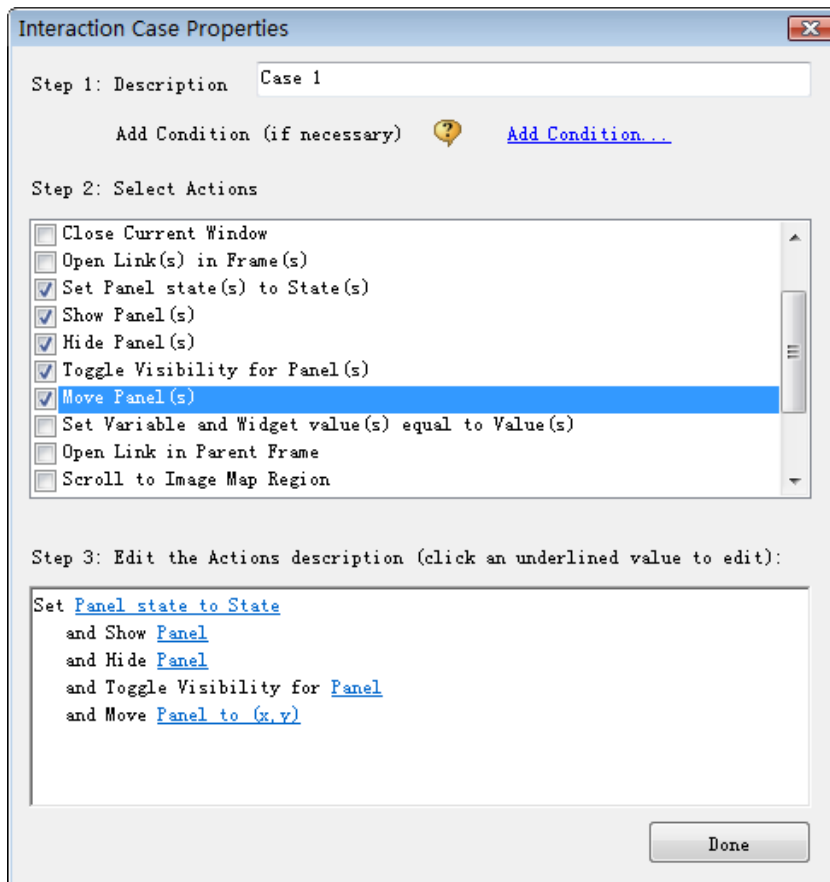 Interaction Case Properties
Step 1: Description
Case 1
Add Condition (if necessary)
Add Condition...
Step 2: Select Actions
Close Current Window
Open Link(s) in Frame(s)
Set Panel state(s) to State(s)
Show Panel(s)
Hide Panel(s)
Toggle Visibility for Panel(s)
Move Panel(s)
Set Variable and Widget value(s) equal to Value(s)
Open Link in Parent Frame
Scroll to Image Map Region
Step 3: Edit the Actions description (click an underlined value to edit):
Set Panel state to State
and Show Panel
and Hide Panel
and Toggle Visibility for Panel
and Move Panel to (x,y)
Done